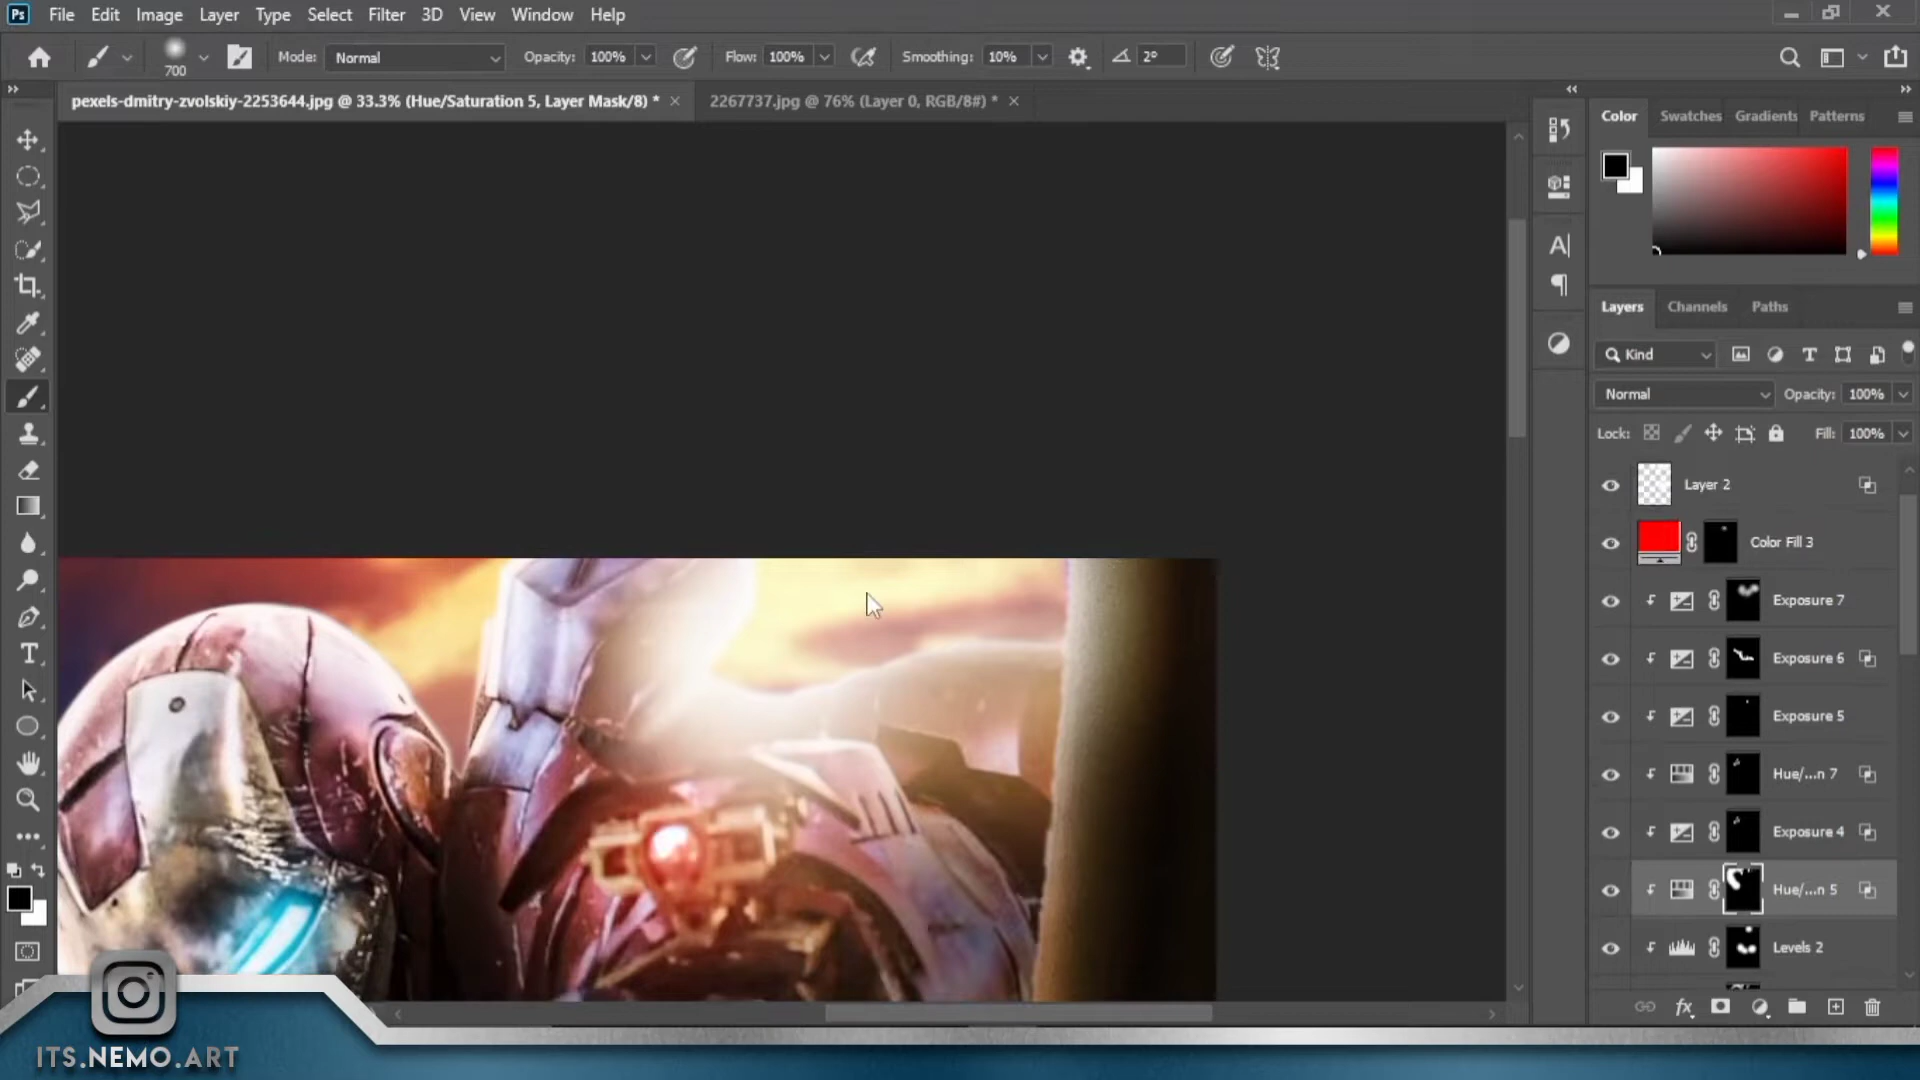 Ps File Edit Image Layer Type Select Filter 3D View Window Help
700 Mode: Normal Opacity: 100% Flow: 100% Smoothing: 10% 2°
pexels-dmitry-zvolskiy-2253644.jpg @ 33.3% (Hue/Saturation 5, Layer Mask/8) * × 2267737.jpg @ 76% (Layer 0, RGB/8#) * ×
Color Swatches Gradients Patterns
Layers Channels Paths
Kind
Normal Opacity: 100%
Lock: Fill: 100%
Layer 2
Color Fill 3
Exposure 7
Exposure 6
Exposure 5
Hue/...n 7
Exposure 4
Hue/...n 5
Levels 2
fx
ITS.NEMO.ART